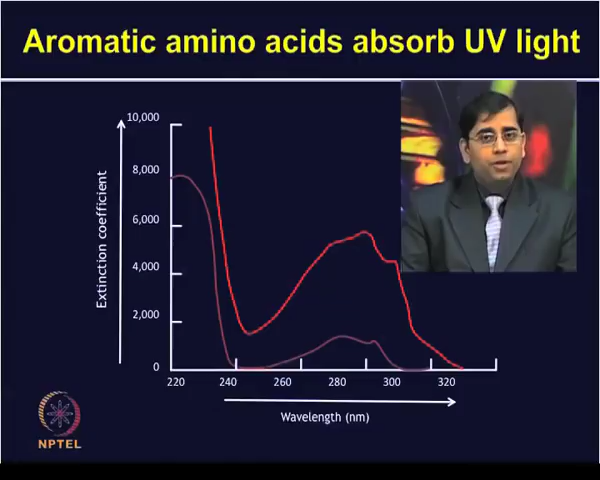 Aromatic amino acids absorb UV light
10,000
8,000
6,000
4,000
2,000
0
Extinction coefficient
220 240 260 280 300 320
Wavelength (nm)
NPTEL